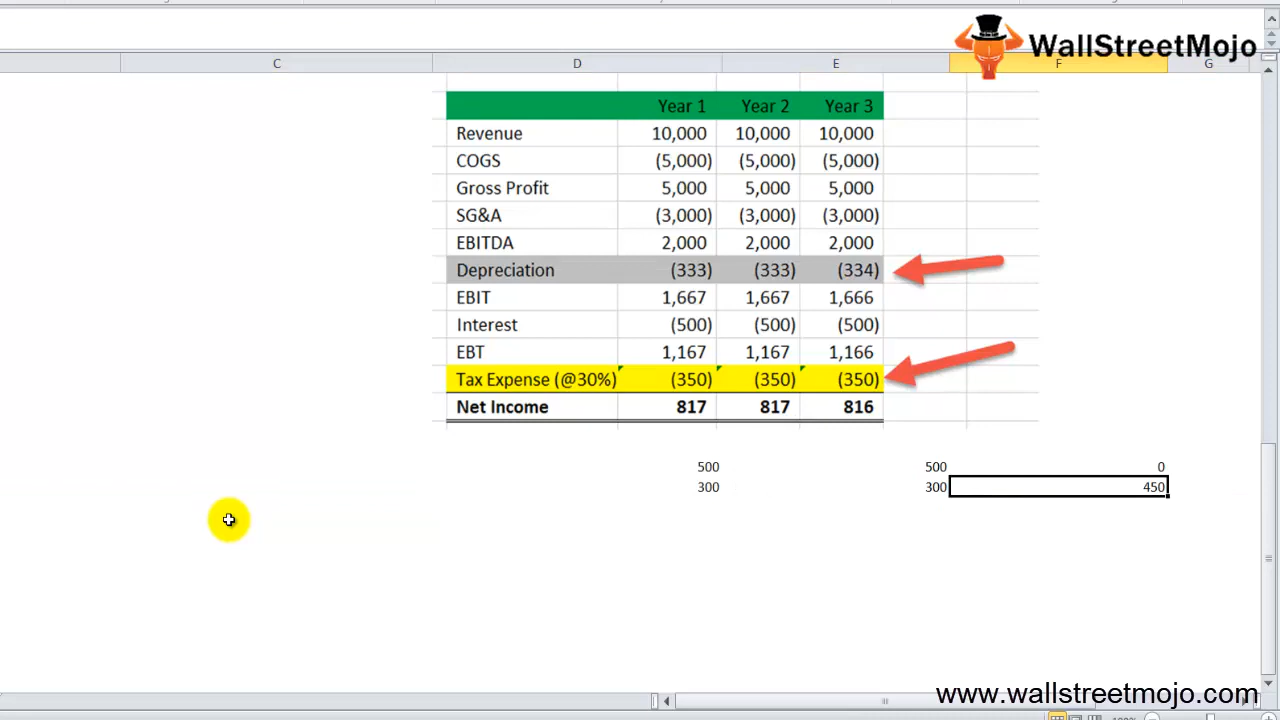 WallStreetMojo
C D E F G
Year 1 Year 2 Year 3
Revenue 10,000 10,000 10,000
COGS (5,000) (5,000) (5,000)
Gross Profit 5,000 5,000 5,000
SG&A (3,000) (3,000) (3,000)
EBITDA 2,000 2,000 2,000
Depreciation (333) (333) (334)
EBIT 1,667 1,667 1,666
Interest (500) (500) (500)
EBT 1,167 1,167 1,166
Tax Expense (@30%) (350) (350) (350)
Net Income 817 817 816
500 500 0
300 300 450
www.wallstreetmojo.com